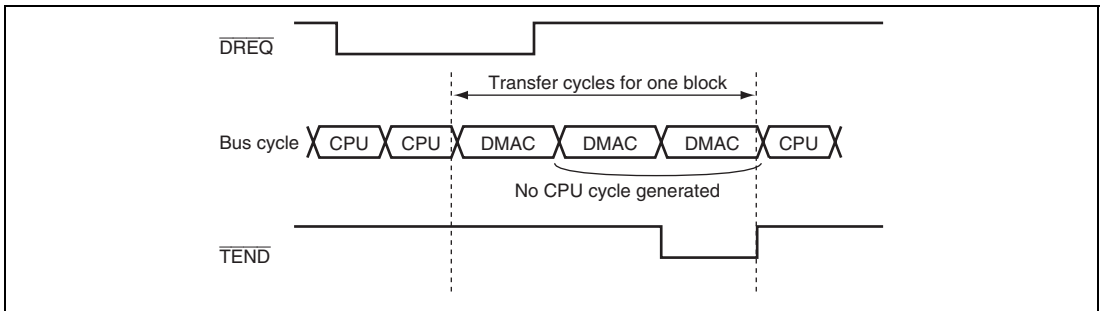 DREQ
Transfer cycles for one block
Bus cycle CPU CPU DMAC DMAC DMAC CPU
No CPU cycle generated
TEND